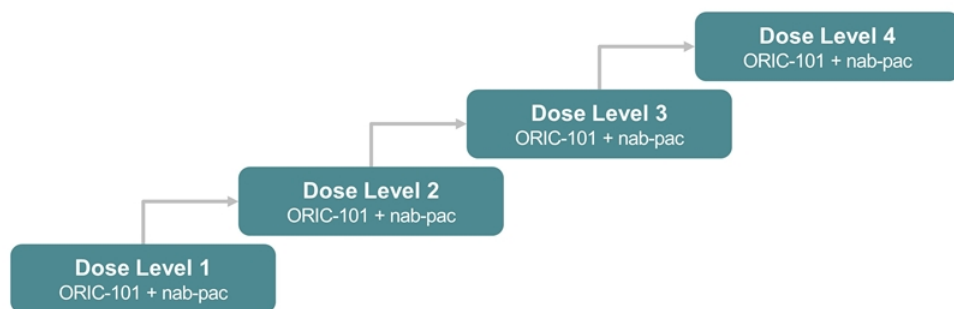 Dose Level 4
ORIC-101 + nab-pac
Dose Level 3
ORIC-101 + nab-pac
Dose Level 2
ORIC-101 + nab-pac
Dose Level 1
ORIC-101 + nab-pac